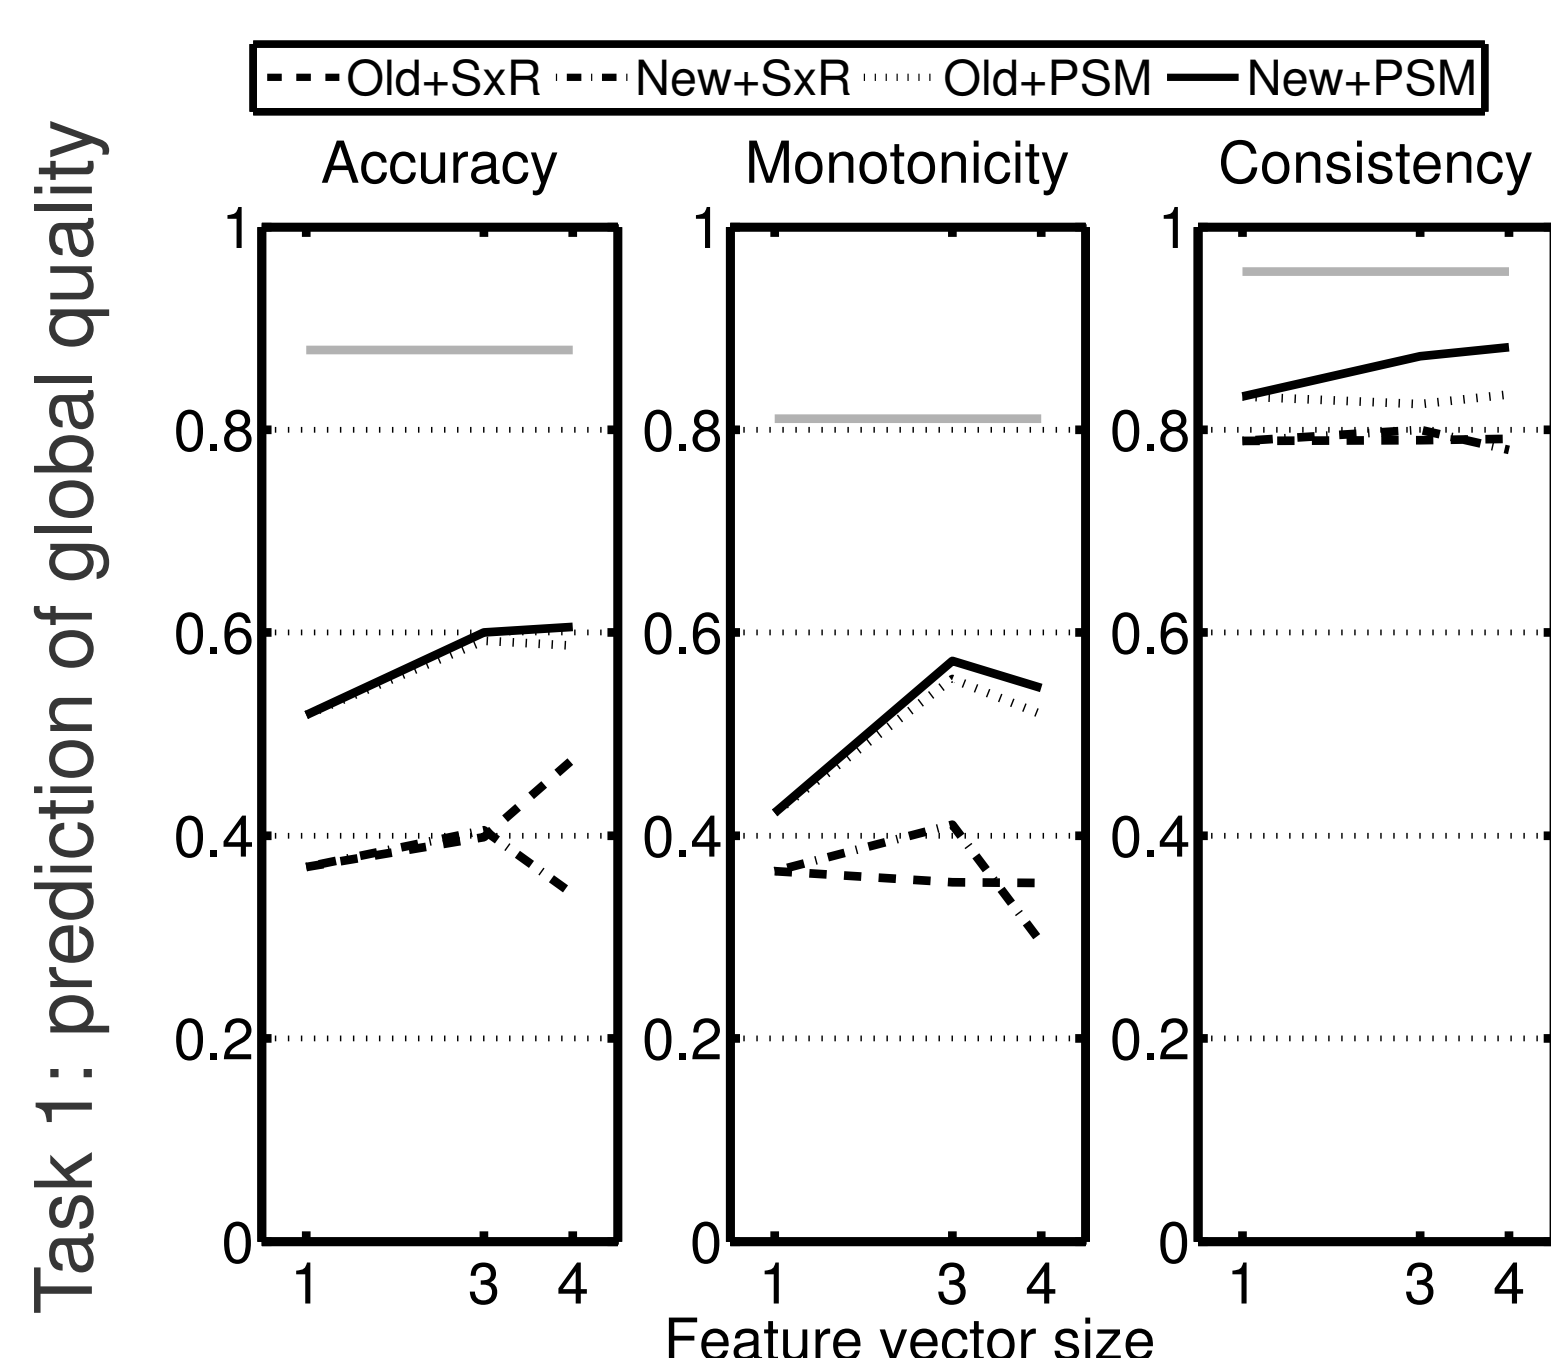 Old+SxR New+SxR Old+PSM New+PSM
Task 1: prediction of global quality
Accuracy
1
0.8
0.6
0.4
0.2
0
1 3 4
Monotonicity
1
0.8
0.6
0.4
0.2
0
1 3 4
Consistency
1
0.8
0.6
0.4
0.2
0
1 3 4
Feature vector size